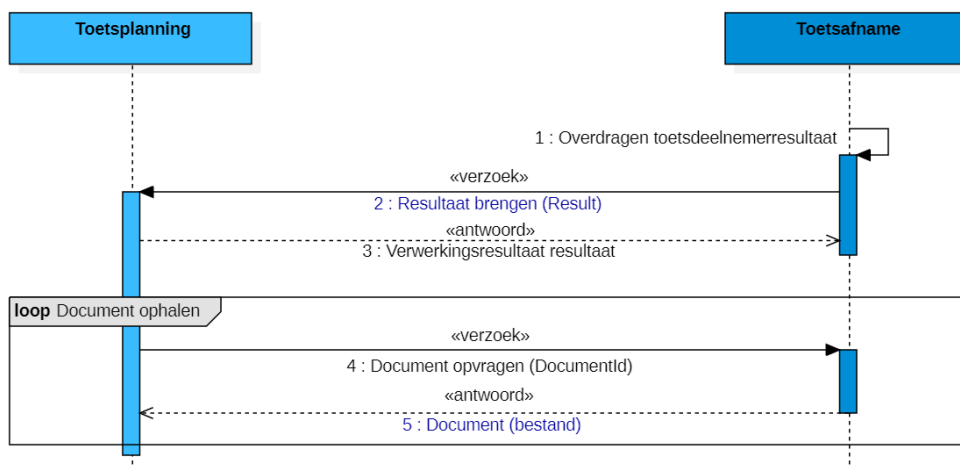 Toetsplanning
Toetsafname
1 : Overdragen toetsdeelnemerresultaat
«verzoek»
2 : Resultaat brengen (Result)
«antwoord»
3 : Verwerkingsresultaat resultaat
loop Document ophalen
«verzoek»
4 : Document opvragen (DocumentId)
«antwoord»
5 : Document (bestand)